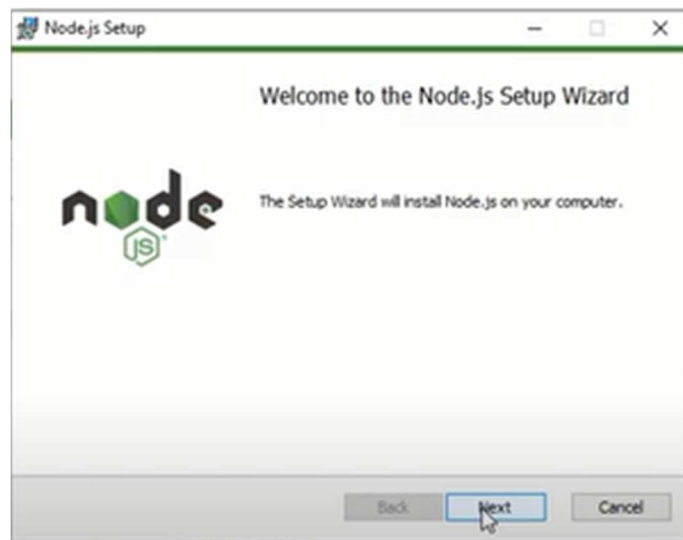 Node.js Setup
Welcome to the Node.js Setup Wizard
node
JS
The Setup Wizard will install Node.js on your computer.
Back
Next
Cancel